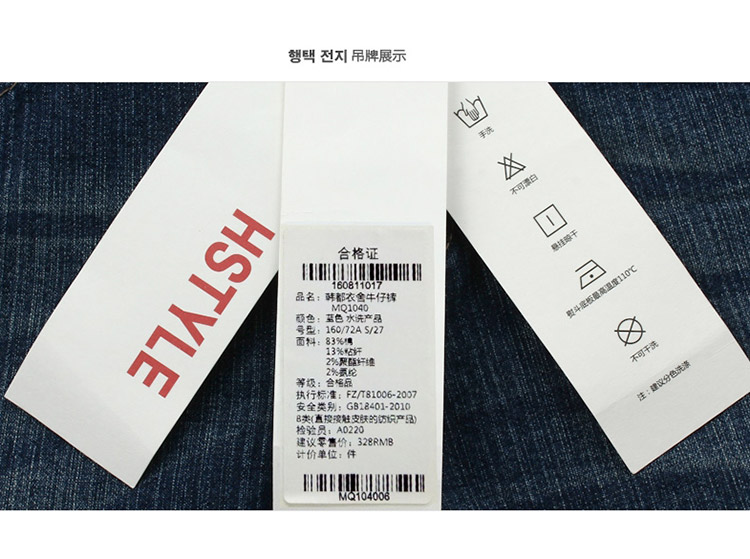 행택 전지 吊牌展示
HSTYLE
合格证
160811017
品名：韩都衣舍牛仔裤
MQ1040
颜色：蓝色 水洗产品
号型：160/72A S/27
面料：83%棉
13%粘纤
2%聚酯纤维
2%氨纶
等级：合格品
执行标准：FZ/T81006-2007
安全类别：GB18401-2010
B类(直接接触皮肤的纺织产品)
检验员：A0220
建议零售价：328RMB
计价单位：件
MQ104006
手洗
不可漂白
悬挂晾干
熨斗底板最高温度110℃
不可干洗
注：建议分色洗涤